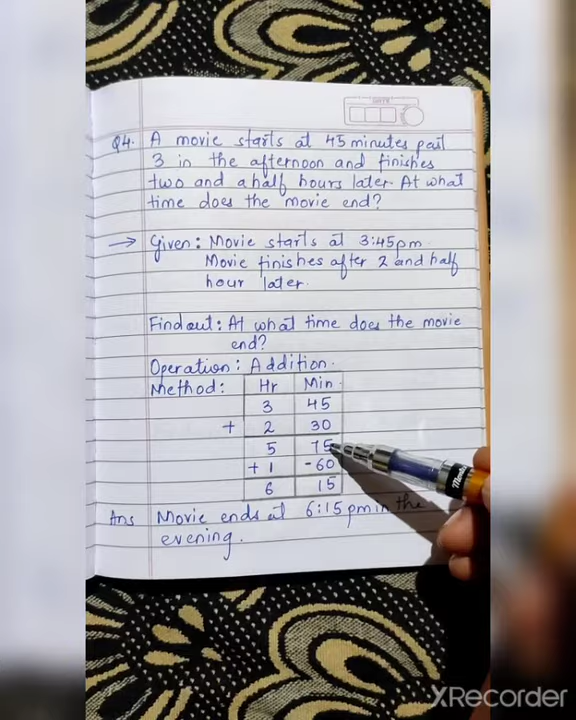 DATE
Q4. A movie starts at 45 minutes past
3 in the afternoon and finishes
two and a half hours later. At what
time does the movie end?
→ Given: Movie starts at 3:45pm.
Movie finishes after 2 and half
hour later.
Find out: At what time does the movie
end?
Operation: Addition.
Method: Hr Min.
3 45
+ 2 30
5 75
+1 -60
6 15
Ans Movie ends at 6:15 pm in the
evening.
XRecorder